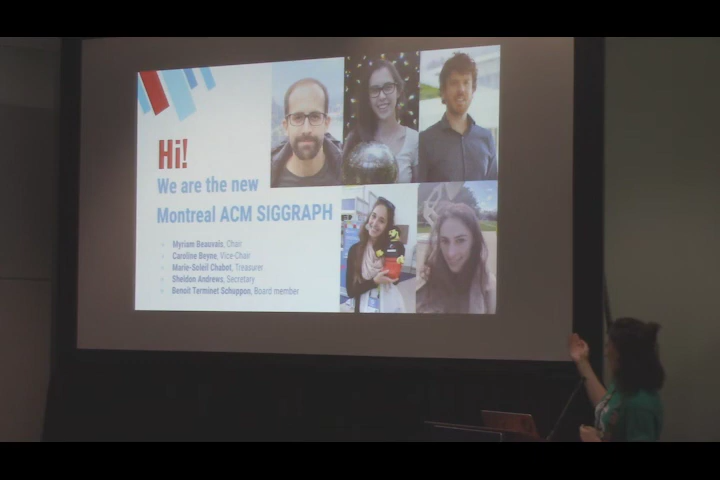 Hi!
We are the new
Montreal ACM SIGGRAPH
Myriam Beauvais, Chair
Caroline Beyne, Vice-Chair
Marie-Soleil Chabot, Treasurer
Sheldon Andrews, Secretary
Benoit Terminet Schuppon, Board member